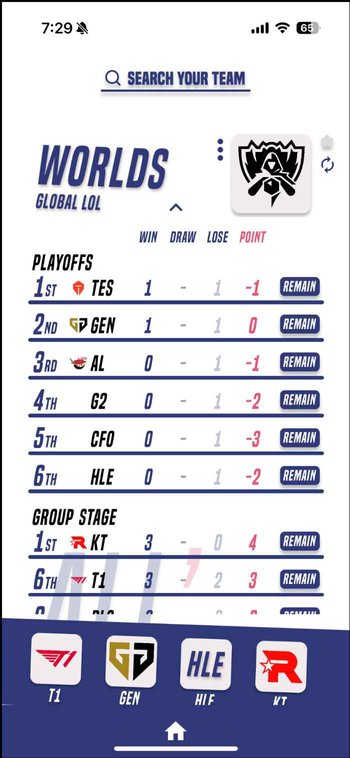 7:29
65
SEARCH YOUR TEAM
WORLDS
GLOBAL LOL
WIN DRAW LOSE POINT
PLAYOFFS
1ST TES 1 - 1 -1 REMAIN
2ND GEN 1 - 1 0 REMAIN
3RD AL 0 - 1 -1 REMAIN
4TH G2 0 - 1 -2 REMAIN
5TH CFO 0 - 1 -3 REMAIN
6TH HLE 0 - 1 -2 REMAIN
GROUP STAGE
1ST KT 3 - 0 4 REMAIN
6TH T1 3 - 2 3 REMAIN
HLE
T1 GEN HLE KT